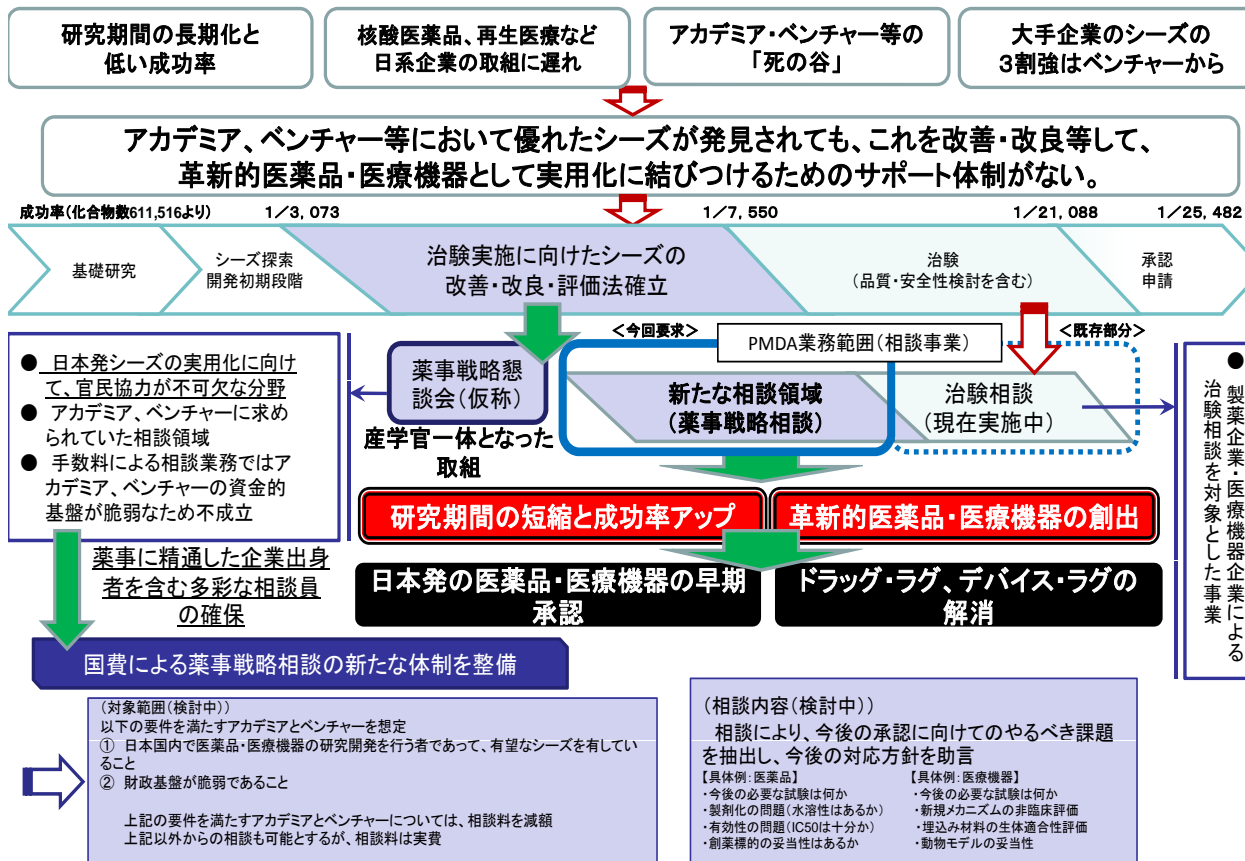 研究期間の長期化と
低い成功率
核酸医薬品、再生医療など
日系企業の取組に遅れ
アカデミア・ベンチャー等の
「死の谷」
大手企業のシーズの
３割強はベンチャーから
アカデミア、ベンチャー等において優れたシーズが発見されても、これを改善・改良等して、
革新的医薬品・医療機器として実用化に結びつけるためのサポート体制がない。
成功率(化合物数611,516より)
1／3，073
1／7，550
1／21，088
1／25，482
基礎研究
シーズ探索
開発初期段階
治験実施に向けたシーズの
改善・改良・評価法確立
治験
(品質・安全性検討を含む)
承認
申請
● 日本発シーズの実用化に向け
て、官民協力が不可欠な分野
● アカデミア、ベンチャーに求め
られていた相談領域
● 手数料による相談業務ではア
カデミア、ベンチャーの資金的
基盤が脆弱なため不成立
薬事戦略懇
談会(仮称)
産学官一体となった
取組
＜今回要求＞
PMDA業務範囲(相談事業)
＜既存部分＞
新たな相談領域
(薬事戦略相談)
治験相談
(現在実施中)
● 製薬企業・医療機器企業による
治験相談を対象とした事業
研究期間の短縮と成功率アップ
革新的医薬品・医療機器の創出
日本発の医薬品・医療機器の早期
承認
ドラッグ・ラグ、デバイス・ラグの
解消
薬事に精通した企業出身
者を含む多彩な相談員
の確保
国費による薬事戦略相談の新たな体制を整備
(対象範囲(検討中))
以下の要件を満たすアカデミアとベンチャーを想定
① 日本国内で医薬品・医療機器の研究開発を行う者であって、有望なシーズを有してい
ること
② 財政基盤が脆弱であること
上記の要件を満たすアカデミアとベンチャーについては、相談料を減額
上記以外からの相談も可能とするが、相談料は実費
(相談内容(検討中))
相談により、今後の承認に向けてのやるべき課題
を抽出し、今後の対応方針を助言
【具体例：医薬品】
・今後の必要な試験は何か
・製剤化の問題(水溶性はあるか)
・有効性の問題(IC50は十分か)
・創薬標的の妥当性はあるか
【具体例：医療機器】
・今後の必要な試験は何か
・新規メカニズムの非臨床評価
・埋込み材料の生体適合性評価
・動物モデルの妥当性